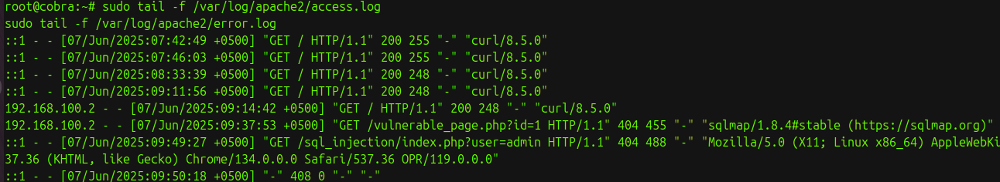 root@cobra:~# sudo tail -f /var/log/apache2/access.log
sudo tail -f /var/log/apache2/error.log
::1 - - [07/Jun/2025:07:42:49 +0500] "GET / HTTP/1.1" 200 255 "-" "curl/8.5.0"
::1 - - [07/Jun/2025:07:46:03 +0500] "GET / HTTP/1.1" 200 255 "-" "curl/8.5.0"
::1 - - [07/Jun/2025:08:33:39 +0500] "GET / HTTP/1.1" 200 248 "-" "curl/8.5.0"
::1 - - [07/Jun/2025:09:11:56 +0500] "GET / HTTP/1.1" 200 248 "-" "curl/8.5.0"
192.168.100.2 - - [07/Jun/2025:09:14:42 +0500] "GET / HTTP/1.1" 200 248 "-" "curl/8.5.0"
192.168.100.2 - - [07/Jun/2025:09:37:53 +0500] "GET /vulnerable_page.php?id=1 HTTP/1.1" 404 455 "-" "sqlmap/1.8.4#stable (https://sqlmap.org)"
::1 - - [07/Jun/2025:09:49:27 +0500] "GET /sql_injection/index.php?user=admin HTTP/1.1" 404 488 "-" "Mozilla/5.0 (X11; Linux x86_64) AppleWebKi
37.36 (KHTML, like Gecko) Chrome/134.0.0.0 Safari/537.36 OPR/119.0.0.0"
::1 - - [07/Jun/2025:09:50:18 +0500] "-" 408 0 "-" "-"